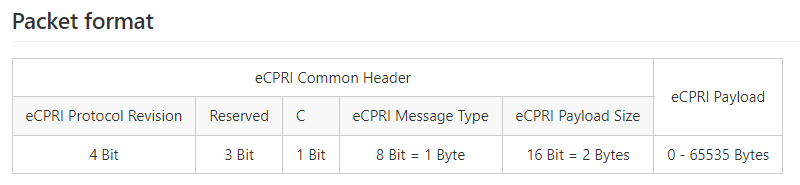 Packet format
eCPRI Common Header
eCPRI Payload
eCPRI Protocol Revision Reserved C eCPRI Message Type eCPRI Payload Size
4 Bit 3 Bit 1 Bit 8 Bit = 1 Byte 16 Bit = 2 Bytes 0 - 65535 Bytes